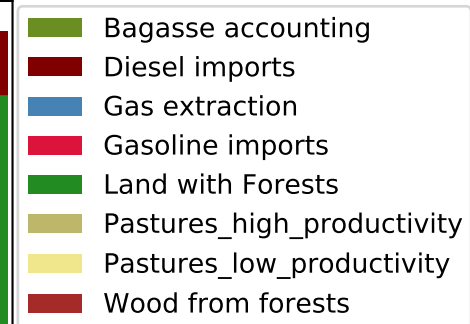 Bagasse accounting
Diesel imports
Gas extraction
Gasoline imports
Land with Forests
Pastures_high_productivity
Pastures_low_productivity
Wood from forests